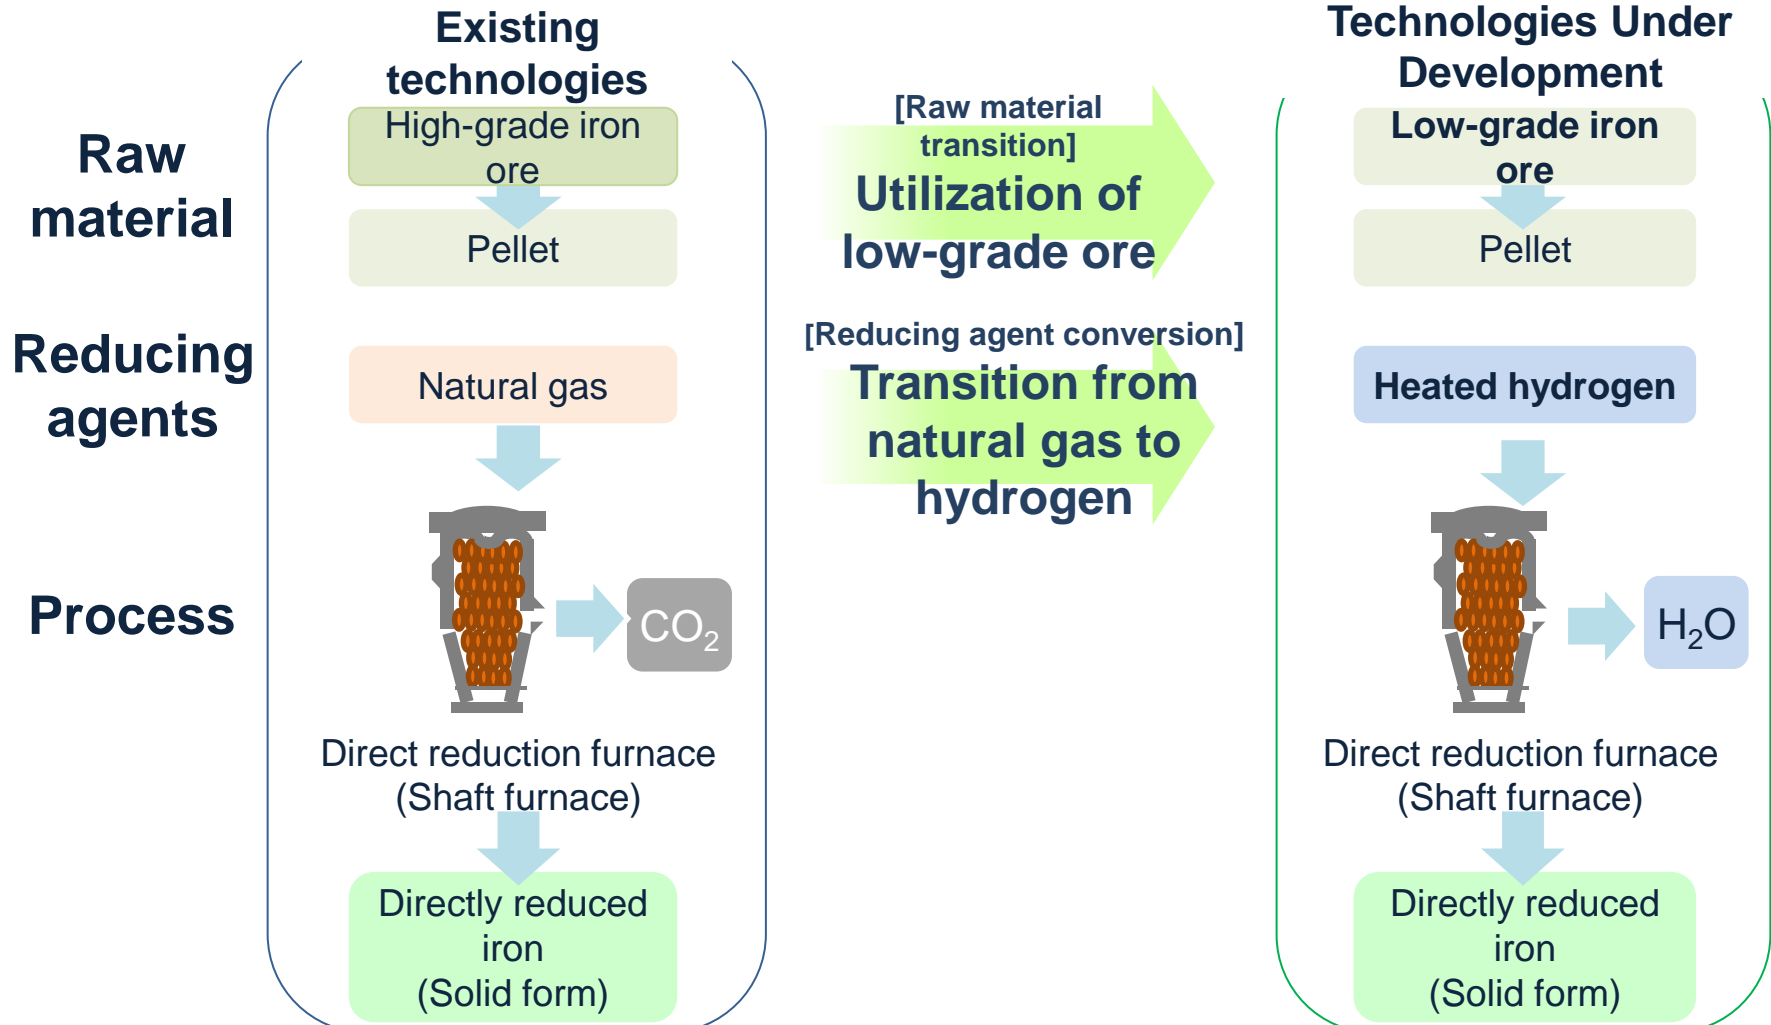 Existing
technologies
Technologies Under
Development
Raw
material
High-grade iron
ore
Pellet
[Raw material
transition]
Utilization of
low-grade ore
Low-grade iron
ore
Pellet
Reducing
agents
Natural gas
[Reducing agent conversion]
Transition from
natural gas to
hydrogen
Heated hydrogen
Process
CO₂
H₂O
Direct reduction furnace
(Shaft furnace)
Direct reduction furnace
(Shaft furnace)
Directly reduced
iron
(Solid form)
Directly reduced
iron
(Solid form)